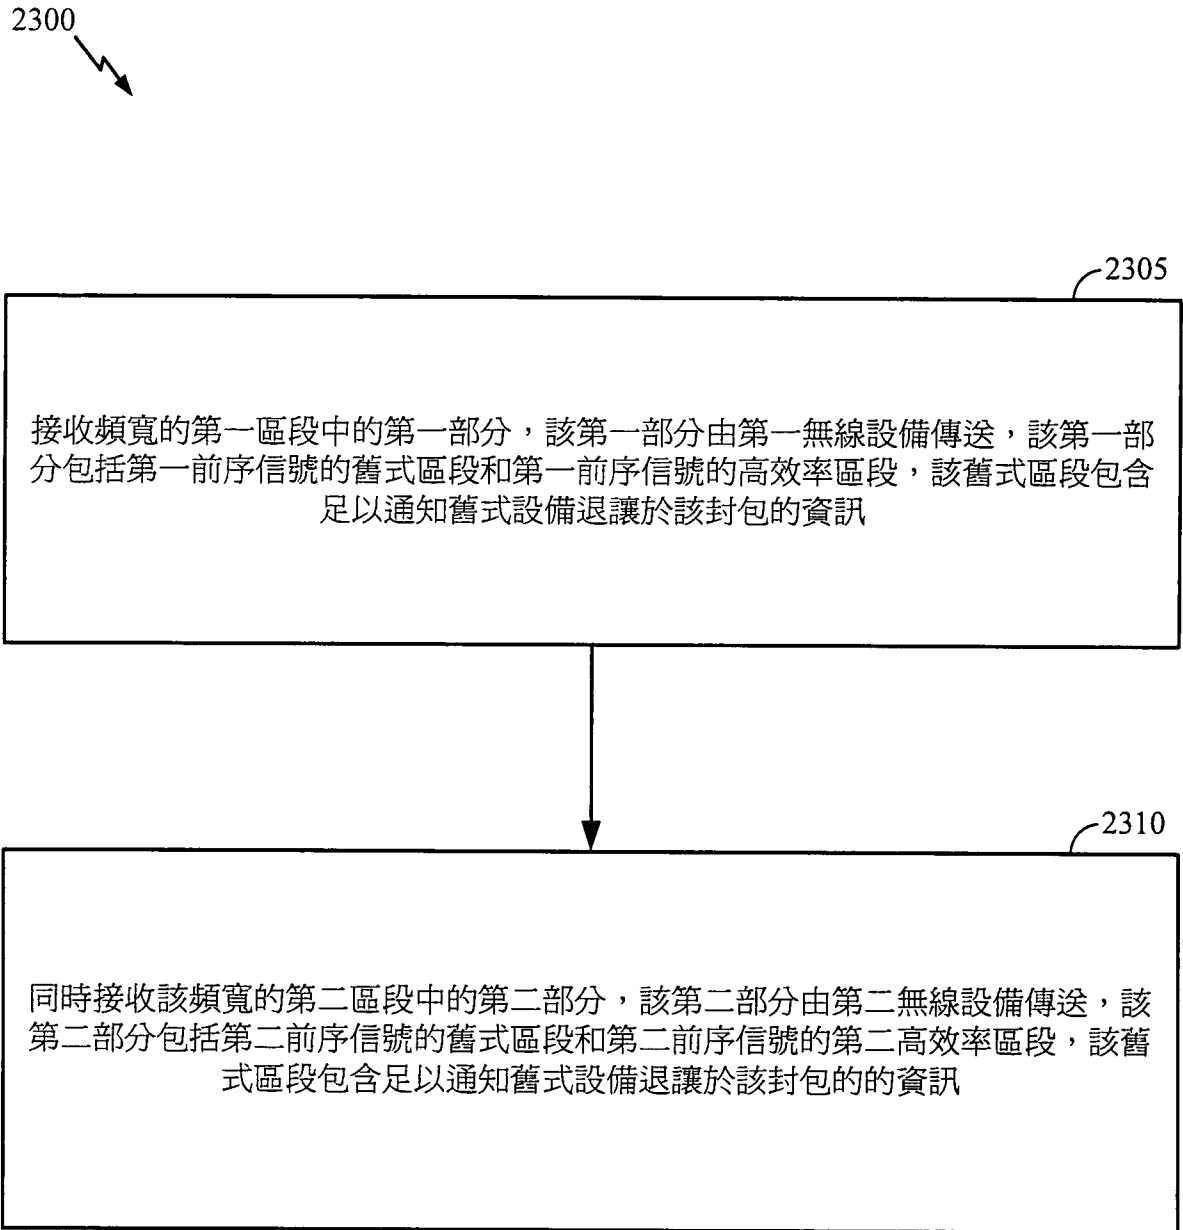 2300
2305
接收頻寬的第一區段中的第一部分，該第一部分由第一無線設備傳送，該第一部
分包括第一前序信號的舊式區段和第一前序信號的高效率區段，該舊式區段包含
足以通知舊式設備退讓於該封包的資訊
2310
同時接收該頻寬的第二區段中的第二部分，該第二部分由第二無線設備傳送，該
第二部分包括第二前序信號的舊式區段和第二前序信號的第二高效率區段，該舊
式區段包含足以通知舊式設備退讓於該封包的的資訊